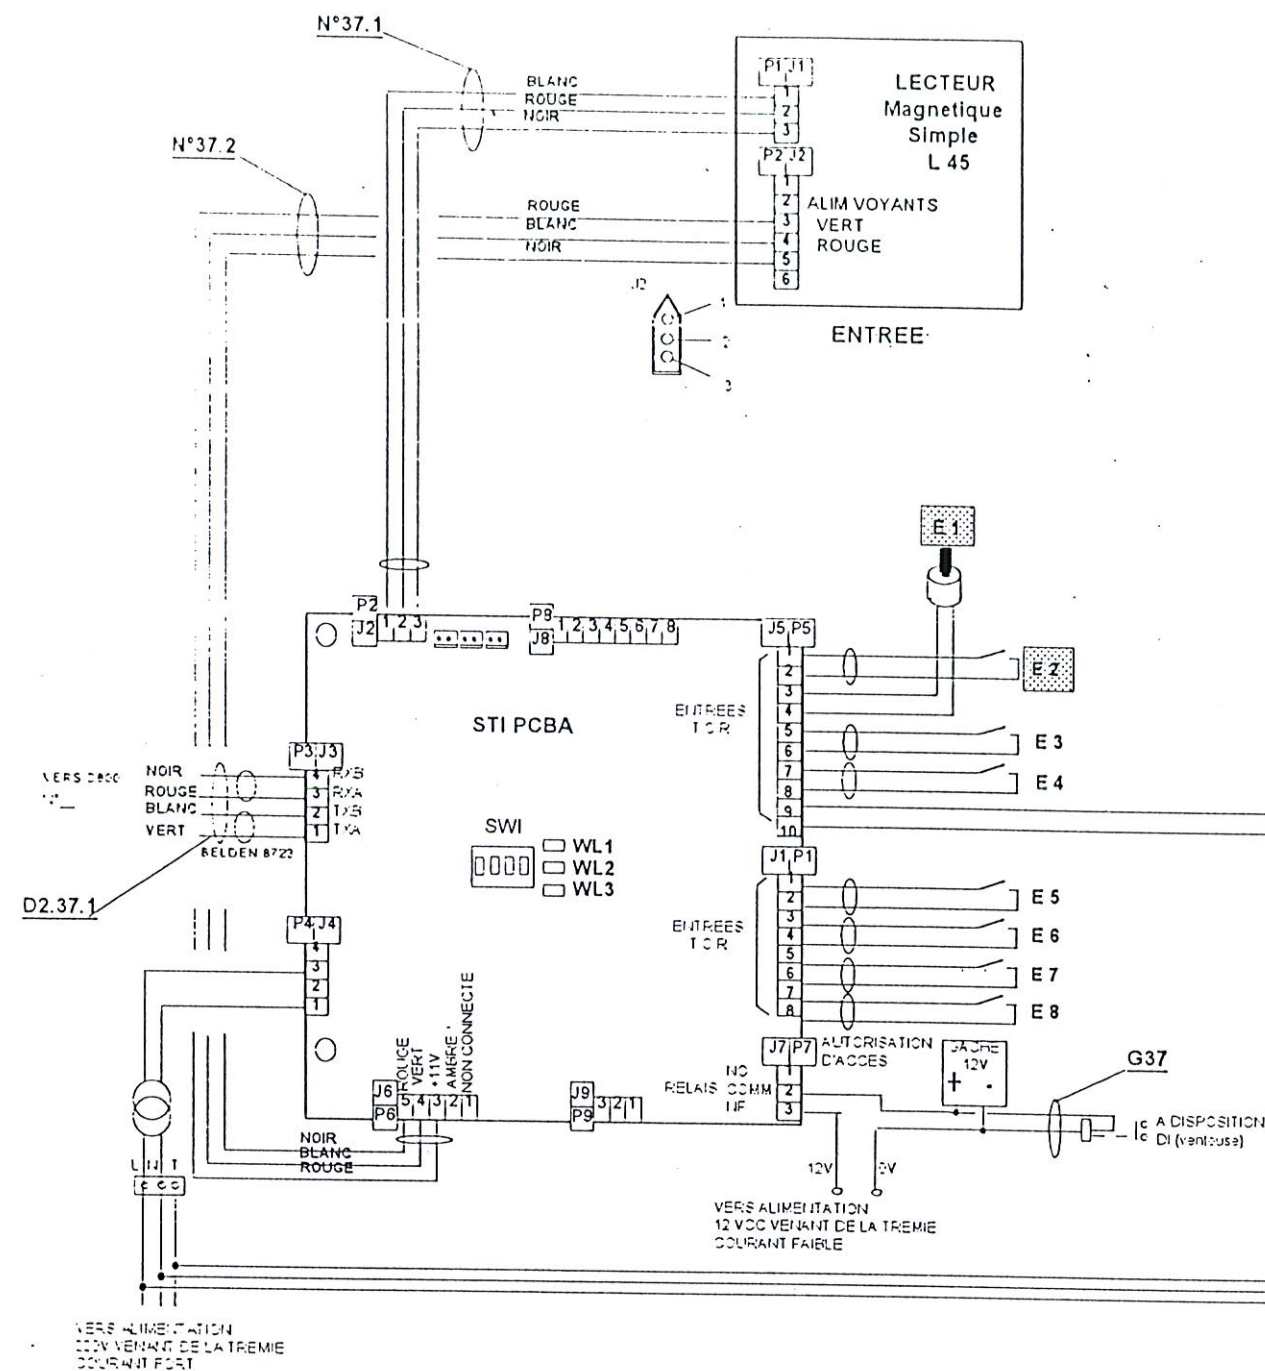 N°37.1
BLANC
ROUGE
NOIR
P1 J1
1
2
3
LECTEUR
Magnetique
Simple
L 45
N°37.2
P2 J2
1
2
3
4
5
6
ALIM VOYANTS
VERT
ROUGE
ROUGE
BLANC
NOIR
J2
1
2
3
ENTREE
E 1
P2
J2
1 2 3
P8
J8
1 2 3 4 5 6 7 8
J5 P5
1
2
3
4
5
6
7
8
9
10
E 2
ENTREES
T O R
E 3
E 4
STI PCBA
P3 J3
4 RXB
3 RXA
2 TXB
1 TXA
VERS
NOIR
ROUGE
BLANC
VERT
BELDEN 8723
D2.37.1
SWI
WL1
WL2
WL3
J1 P1
1
2
3
4
5
6
7
8
ENTREES
T O R
E 5
E 6
E 7
E 8
P4 J4
4
3
2
1
ROUGE
VERT
+11V
AMBRE
NON CONNECTE
J6
P6
5 4 3 2 1
J9
P9
3 2 1
J7 P7
1
2
3
AUTORISATION
D'ACCES
RELAIS
NO
COMM
NF
GACHE
12V
+ -
G37
A DISPOSITION
DI (ventouse)
NOIR
BLANC
ROUGE
L N T
12V
0V
VERS ALIMENTATION
12 VCC VENANT DE LA TREMIE
COURANT FAIBLE
VERS ALIMENTATION
220V VENANT DE LA TREMIE
COURANT FORT